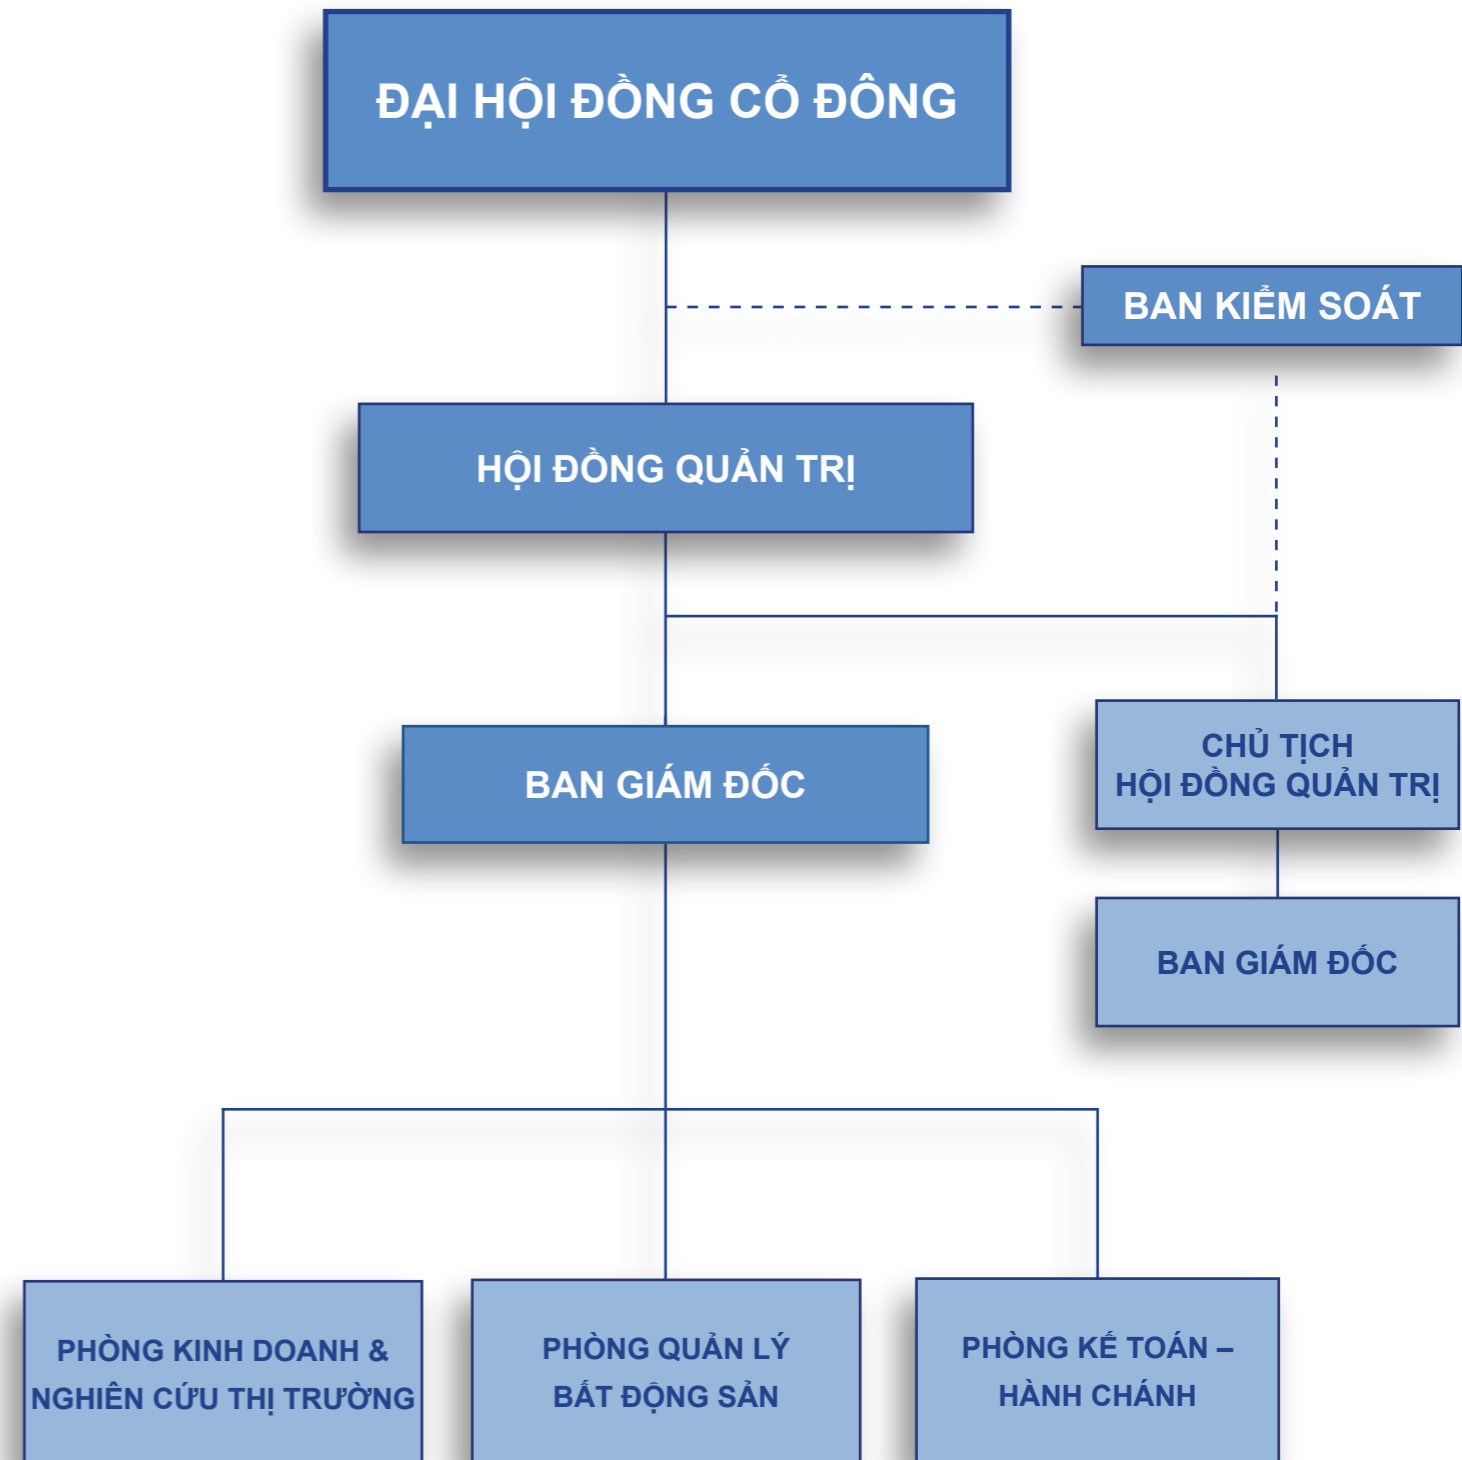 ĐẠI HỘI ĐỒNG CỔ ĐÔNG
BAN KIỂM SOÁT
HỘI ĐỒNG QUẢN TRỊ
BAN GIÁM ĐỐC
CHỦ TỊCH
HỘI ĐỒNG QUẢN TRỊ
BAN GIÁM ĐỐC
PHÒNG KINH DOANH &
NGHIÊN CỨU THỊ TRƯỜNG
PHÒNG QUẢN LÝ
BẤT ĐỘNG SẢN
PHÒNG KẾ TOÁN –
HÀNH CHÁNH